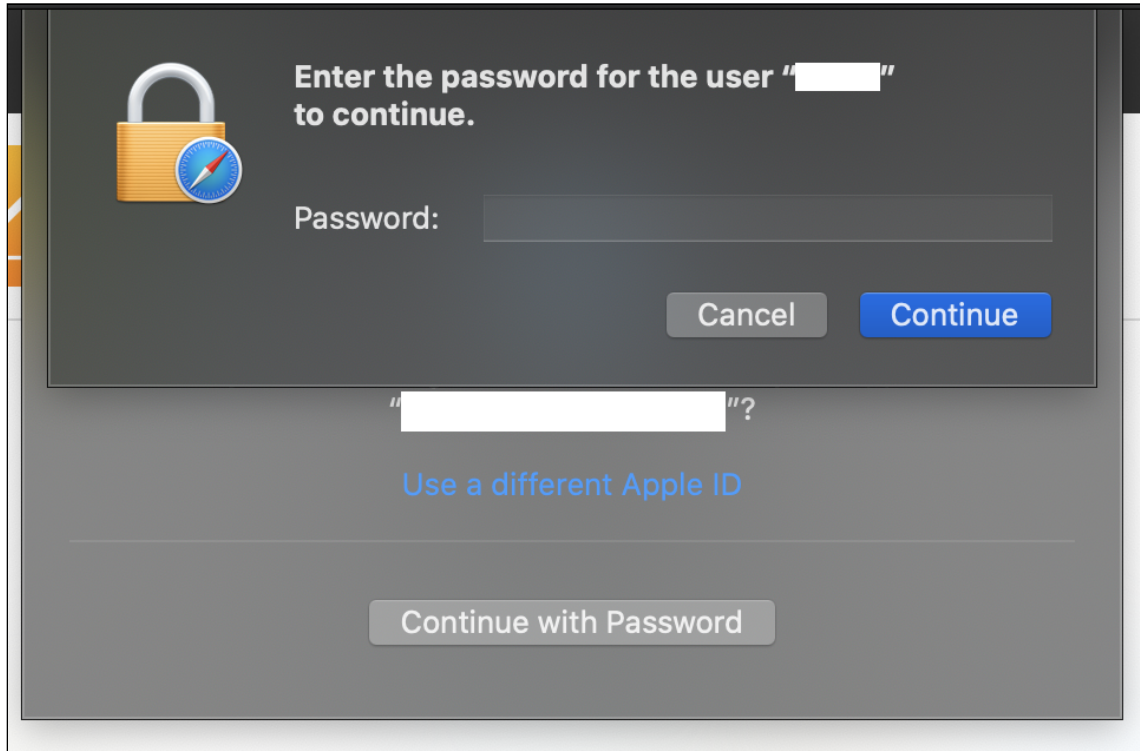 Enter the password for the user “ ”
to continue.
Password:
Cancel Continue
“ ”?
Use a different Apple ID
Continue with Password